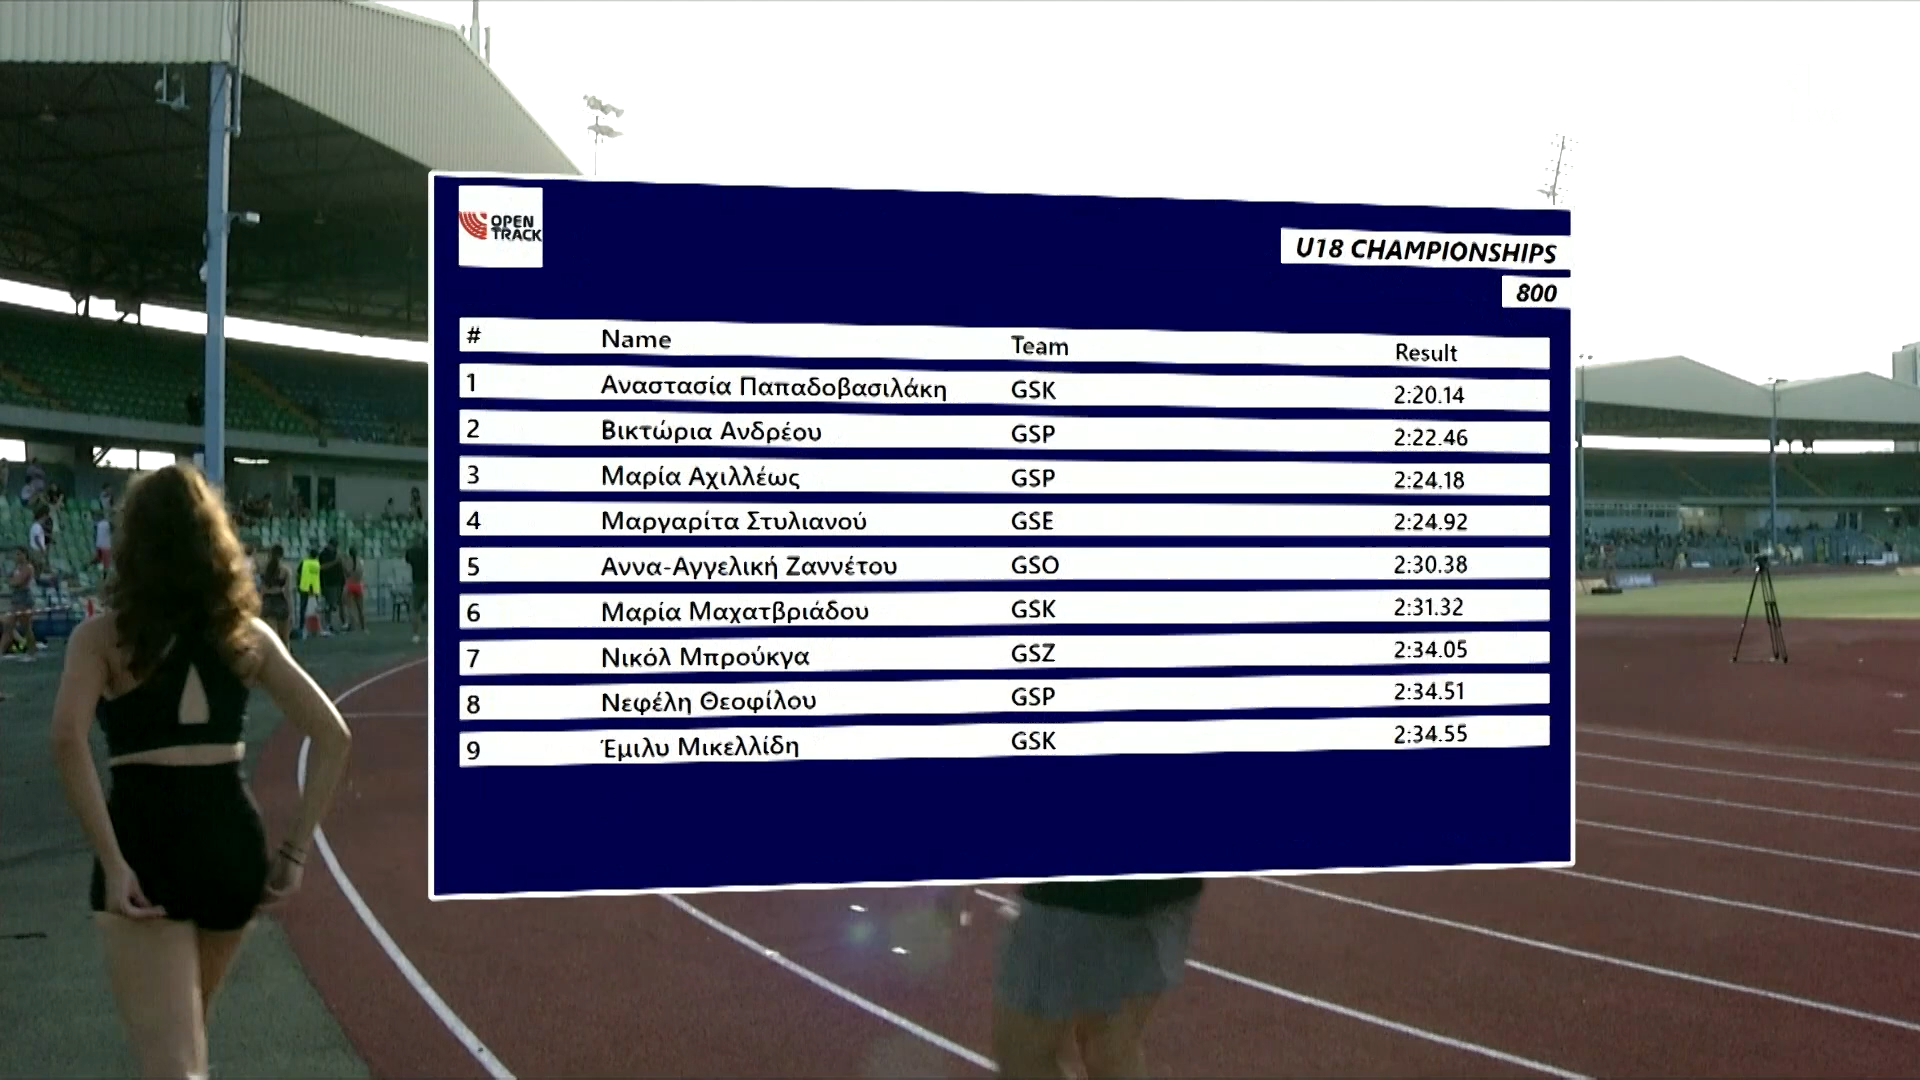 OPEN
TRACK
U18 CHAMPIONSHIPS
800
# Name Team Result
1 Αναστασία Παπαδοβασιλάκη GSK 2:20.14
2 Βικτώρια Ανδρέου GSP 2:22.46
3 Μαρία Αχιλλέως GSP 2:24.18
4 Μαργαρίτα Στυλιανού GSE 2:24.92
5 Αννα-Αγγελική Ζαννέτου GSO 2:30.38
6 Μαρία Μαχατβριάδου GSK 2:31.32
7 Νικόλ Μπρούκγα GSZ 2:34.05
8 Νεφέλη Θεοφίλου GSP 2:34.51
9 Έμιλυ Μικελλίδη GSK 2:34.55